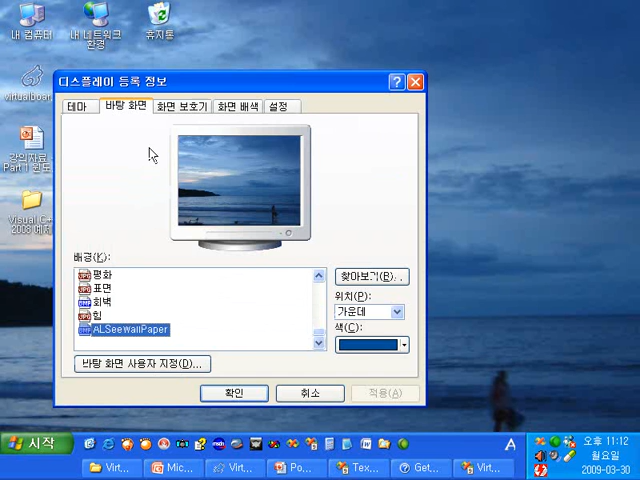 내 컴퓨터
내 네트워크
환경
휴지통
디스플레이 등록 정보
virtualboar
테마
바탕 화면
화면 보호기
화면 배색
설정
강의자료
Part 1 윈도
Visual C+
2008 예제
배경(K):
평화
표면
회벽
힘
ALSeeWallPaper
찾아보기(B)...
위치(P):
가운데
색(C):
바탕 화면 사용자 지정(D)...
확인
취소
적용(A)
시작
A
오후 11:12
월요일
2009-03-30
Virt...
Mic...
Virt...
Po...
Tex...
Get...
Virt...